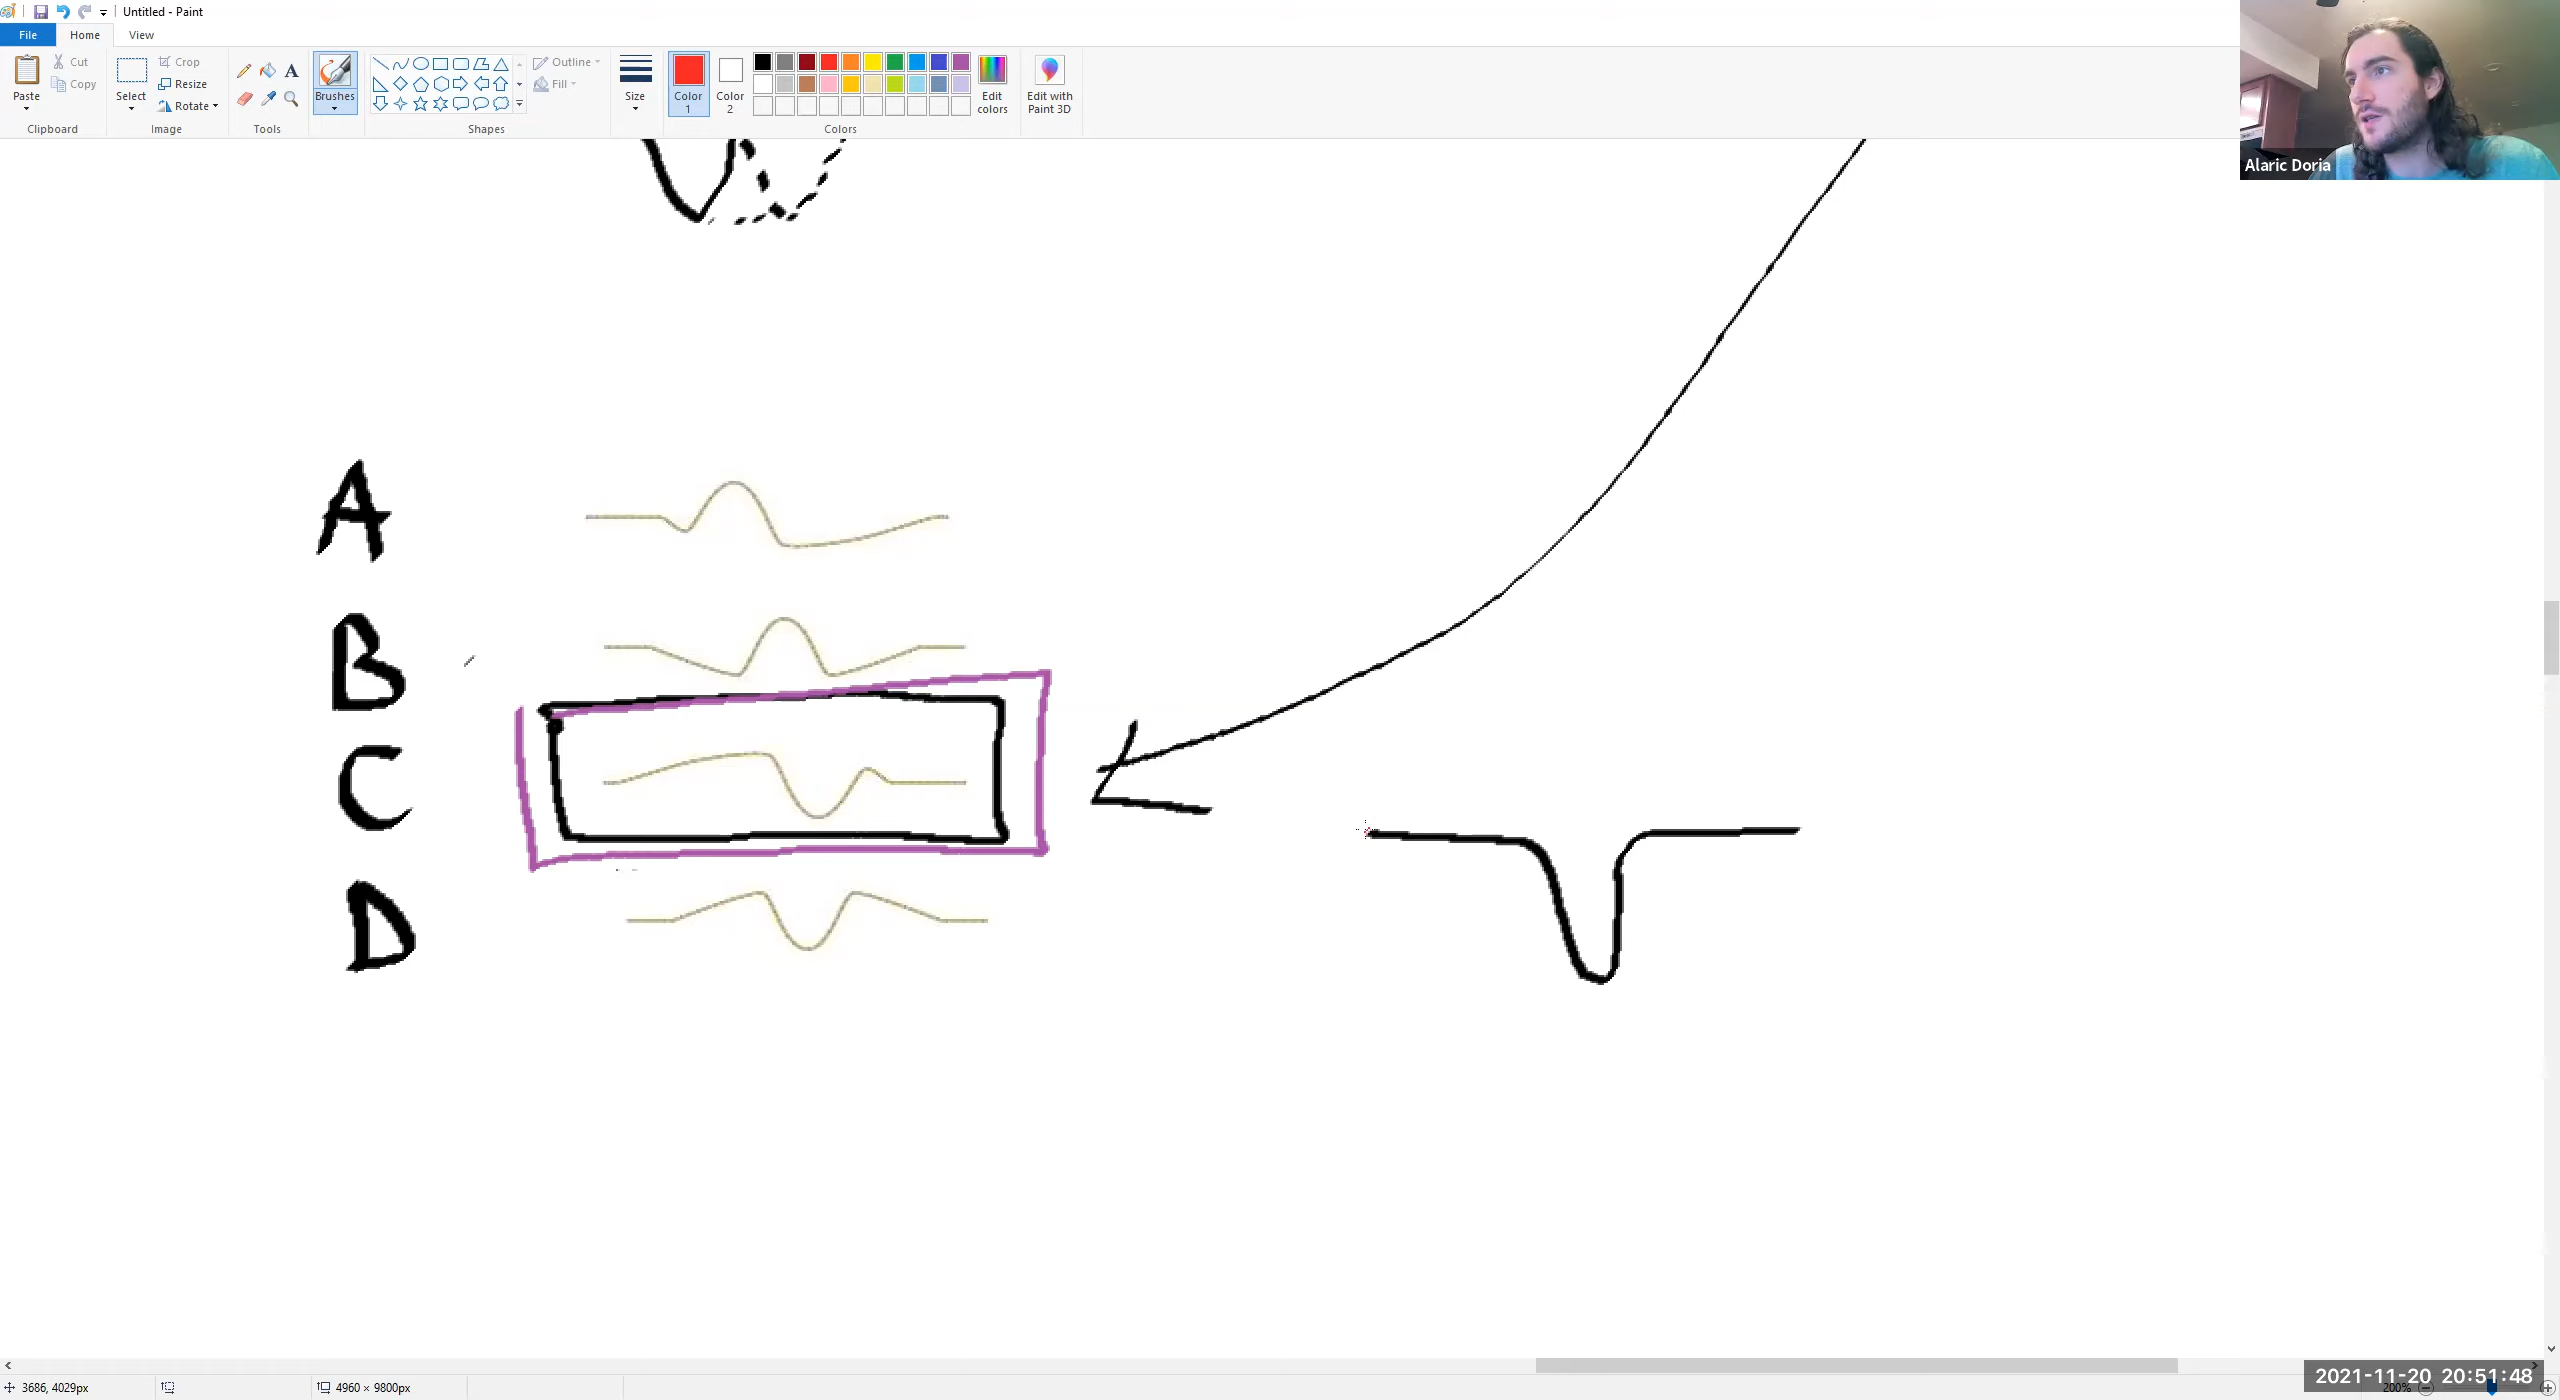 Untitled - Paint
File Home View
Paste
Cut
Copy
Clipboard
Select
Crop
Resize
Rotate
Image
Tools
Brushes
Shapes
Outline
Fill
Size
Color 1
Color 2
Colors
Edit colors
Edit with Paint 3D
Alaric Doria
A
B
C
D
3686, 4029px
4960 × 9800px
200%
2021-11-20 20:51:48